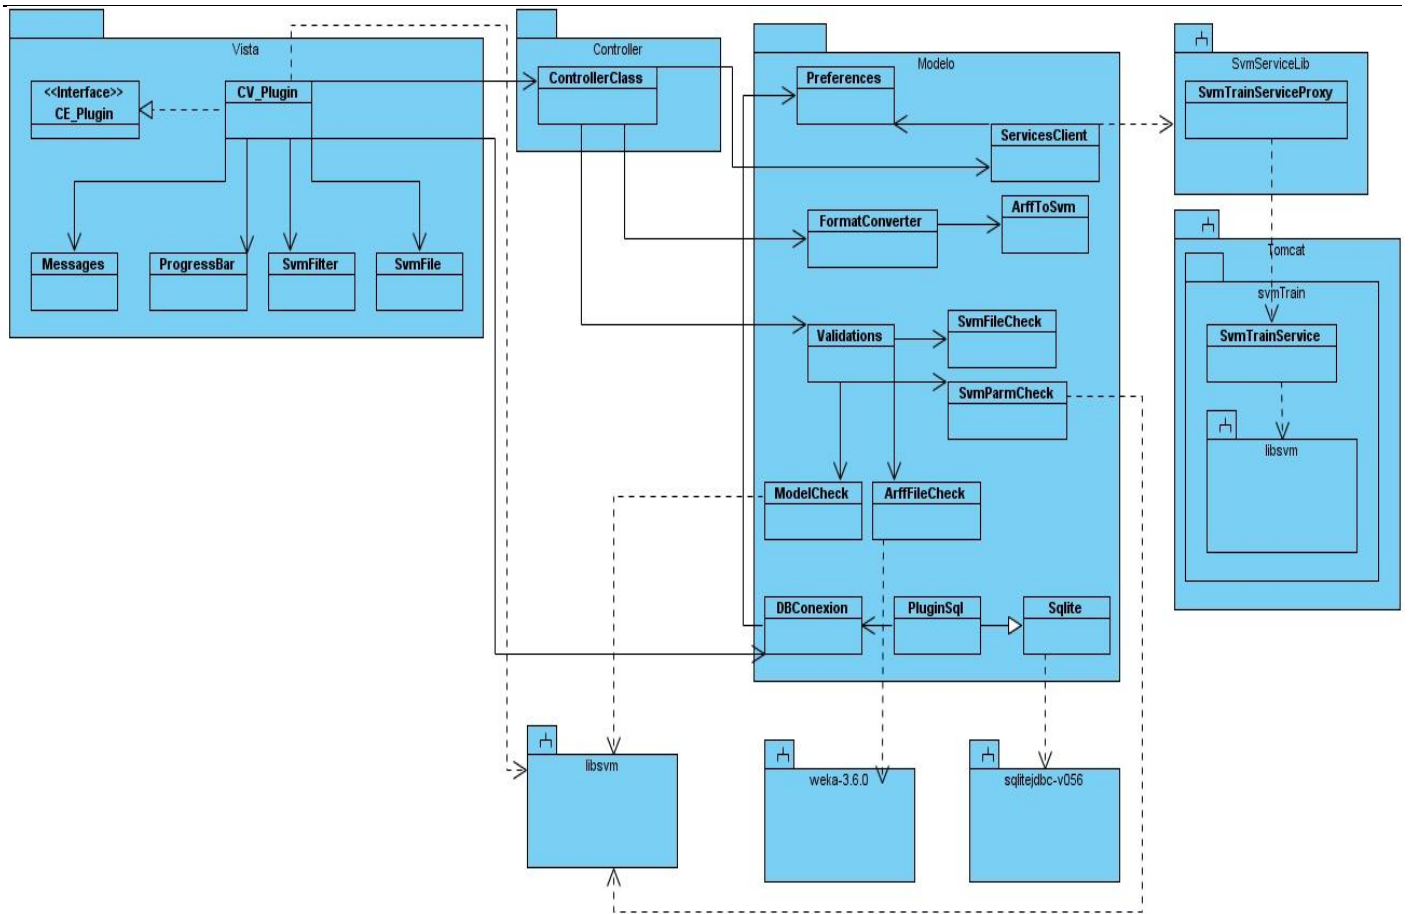 Vista
<<Interface>>
CE_Plugin
CV_Plugin
Messages
ProgressBar
SvmFilter
SvmFile
Controller
ControllerClass
Modelo
Preferences
ServicesClient
FormatConverter
ArffToSvm
Validations
SvmFileCheck
SvmParmCheck
ModelCheck
ArffFileCheck
DBConexion
PluginSql
Sqlite
SvmServiceLib
SvmTrainServiceProxy
Tomcat
svmTrain
SvmTrainService
libsvm
libsvm
weka-3.6.0
sqlitejdbc-v056